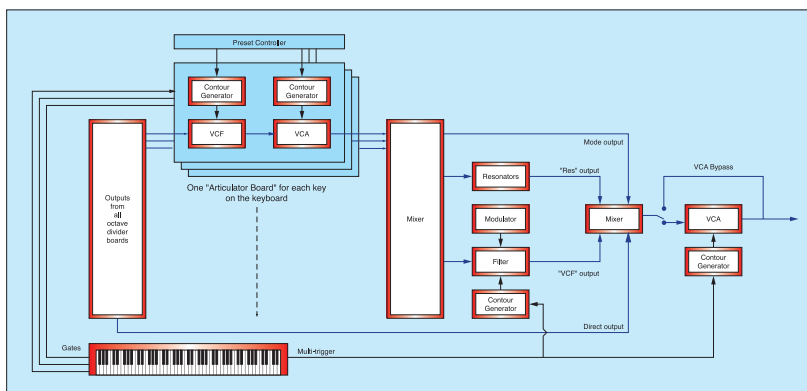 Preset Controller
Contour
Generator
Contour
Generator
VCF
VCA
Outputs
from
all
octave
divider
boards
One "Articulator Board" for each key
on the keyboard
Mixer
Mode output
Resonators
"Res" output
VCA Bypass
Modulator
Mixer
VCA
Filter
"VCF" output
Contour
Generator
Contour
Generator
Direct output
Gates
Multi-trigger